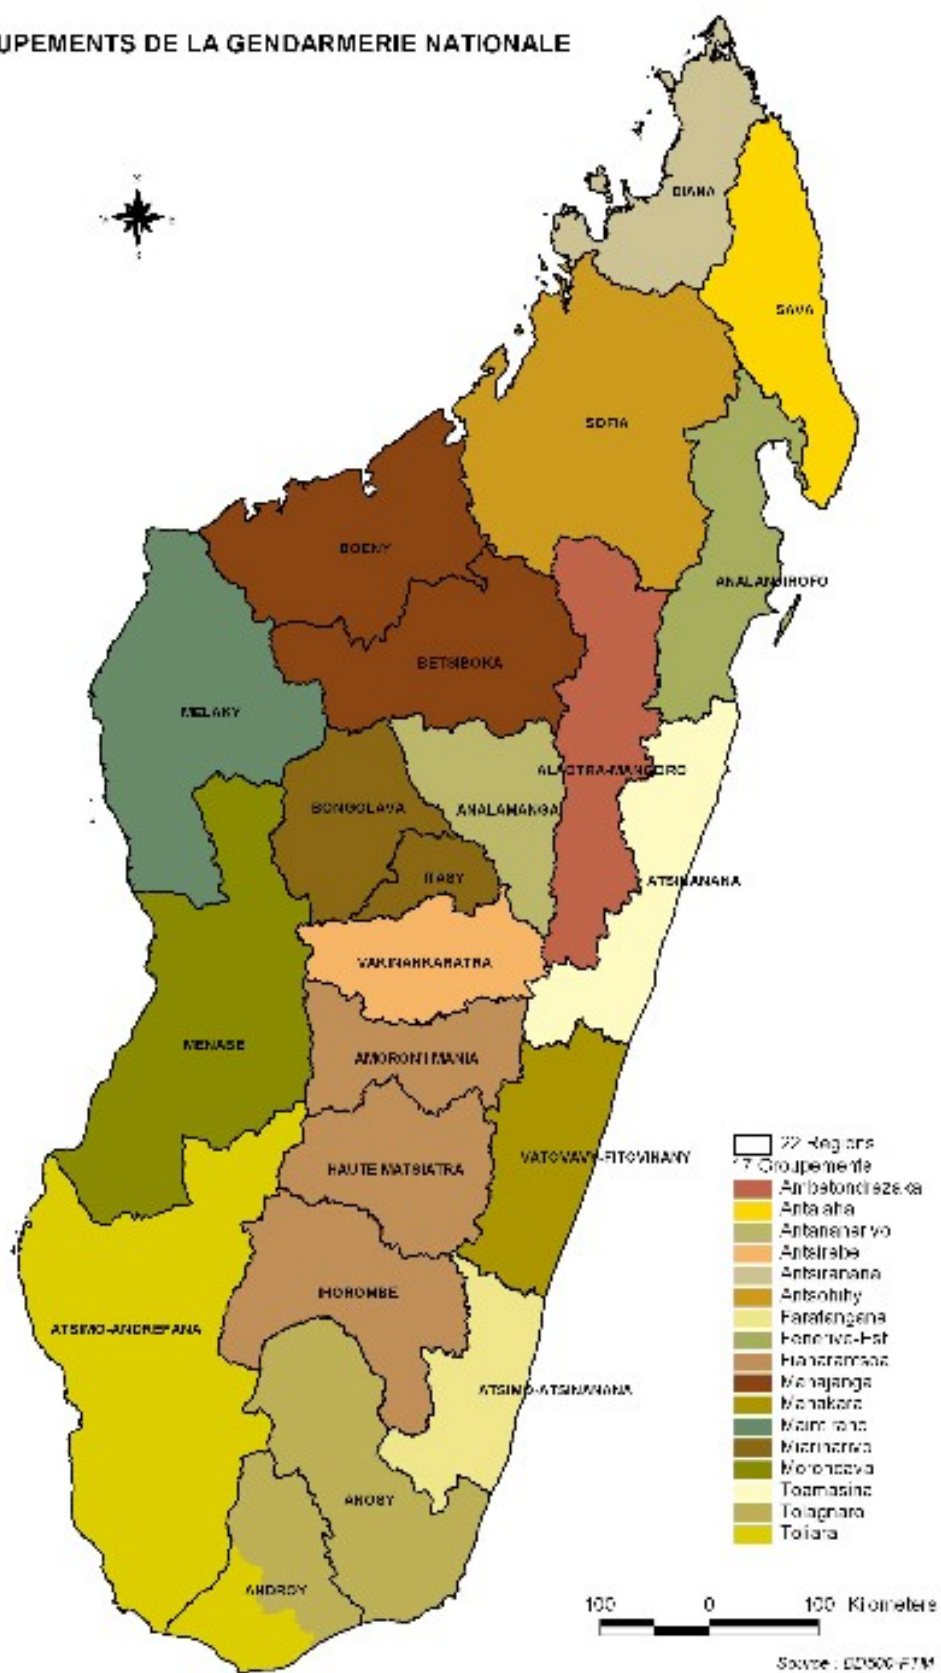 UPEMENTS DE LA GENDARMERIE NATIONALE
DIANA
SAVA
SOFIA
BOENY
ANALANJIROFO
BETSIBOKA
MELAKY
ALAOTRA-MANGORO
BONGOLAVA
ANALAMANGA
ITASY
ATSINANANA
VAKINANKARATRA
MENABE
AMORON'I MANIA
HAUTE MATSIATRA
VATOVAVY-FITOVINANY
IHOROMBE
ATSIMO-ANDREFANA
ATSIMO-ATSINANANA
ANOSY
ANDROY
22 Regions
17 Groupements
Ambatondrazaka
Antalaha
Antananarivo
Antsirabe
Antsiranana
Antsohihy
Farafangana
Fenerive-Est
Fianarantsoa
Mahajanga
Manakara
Maintirano
Miarinarivo
Morondava
Toamasina
Tolagnaro
Toliara
100 0 100 Kilometers
Source : BD500-FTM